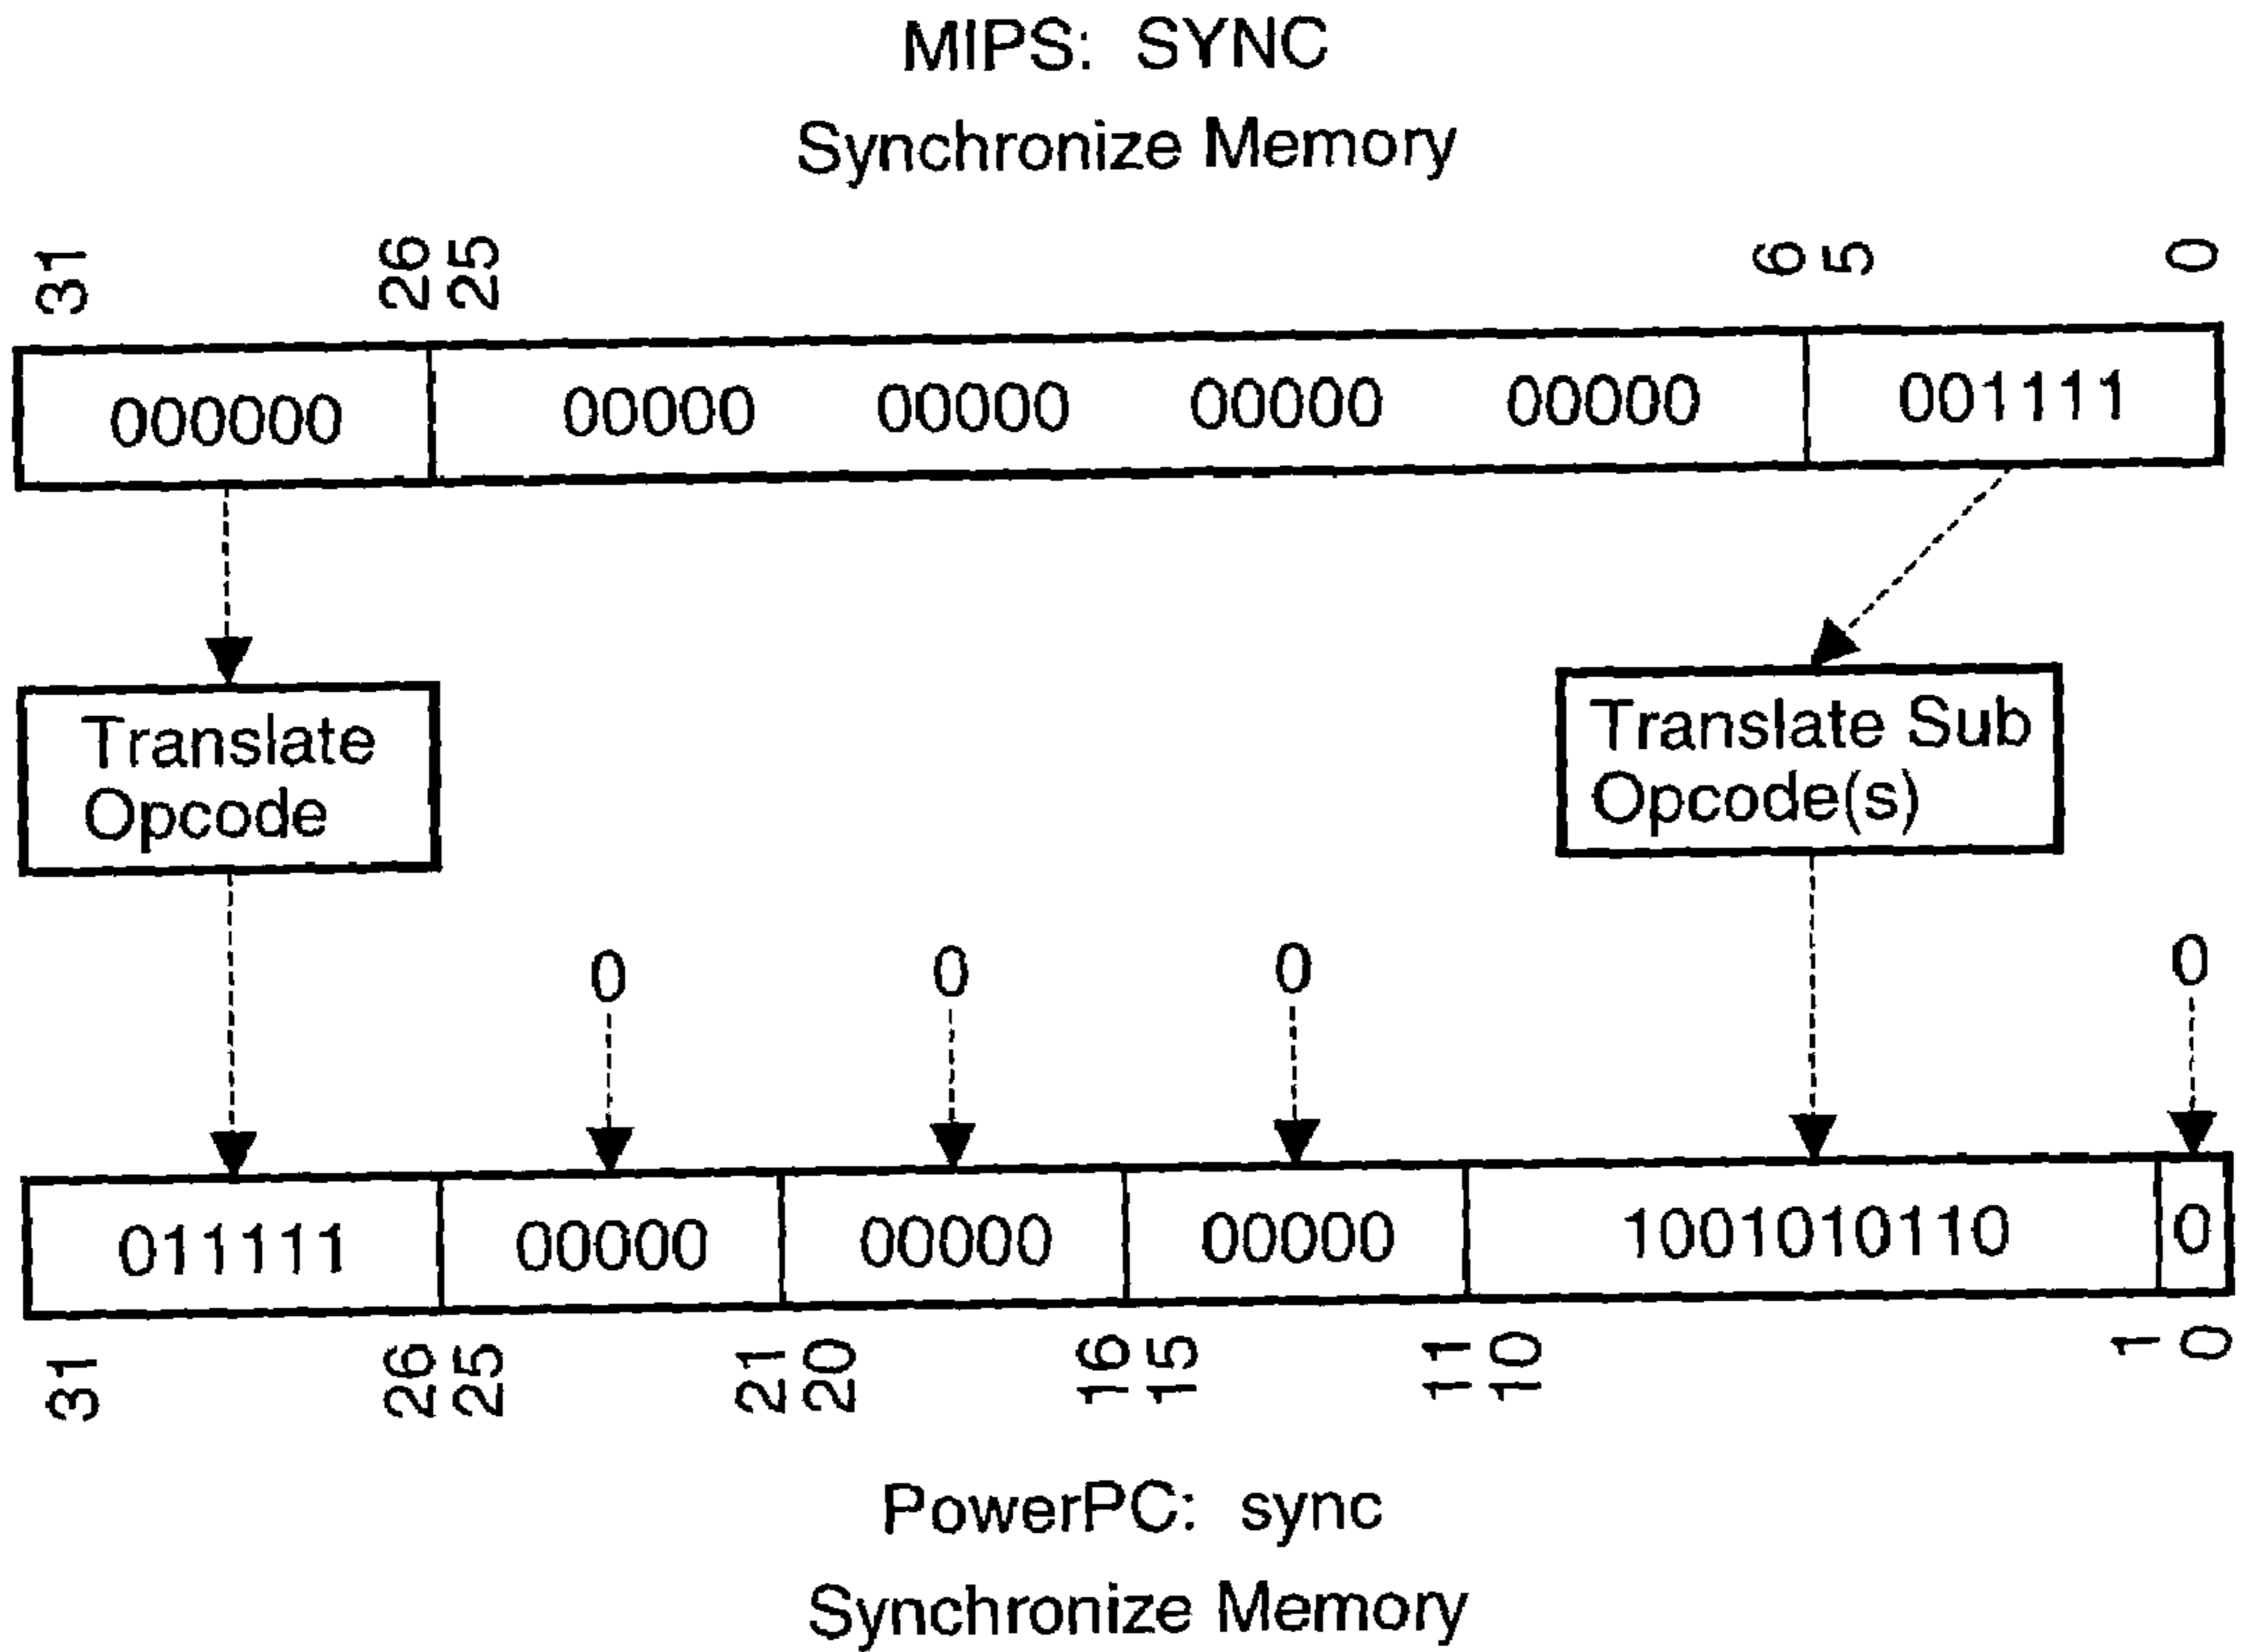 MIPS: SYNC
Synchronize Memory
31 26 25 6 5 0
000000 00000 00000 00000 00000 001111
Translate
Opcode
Translate Sub
Opcode(s)
0 0 0 0
011111 00000 00000 00000 1001010110 0
31 26 25 21 20 16 15 11 10 1 0
PowerPC: sync
Synchronize Memory